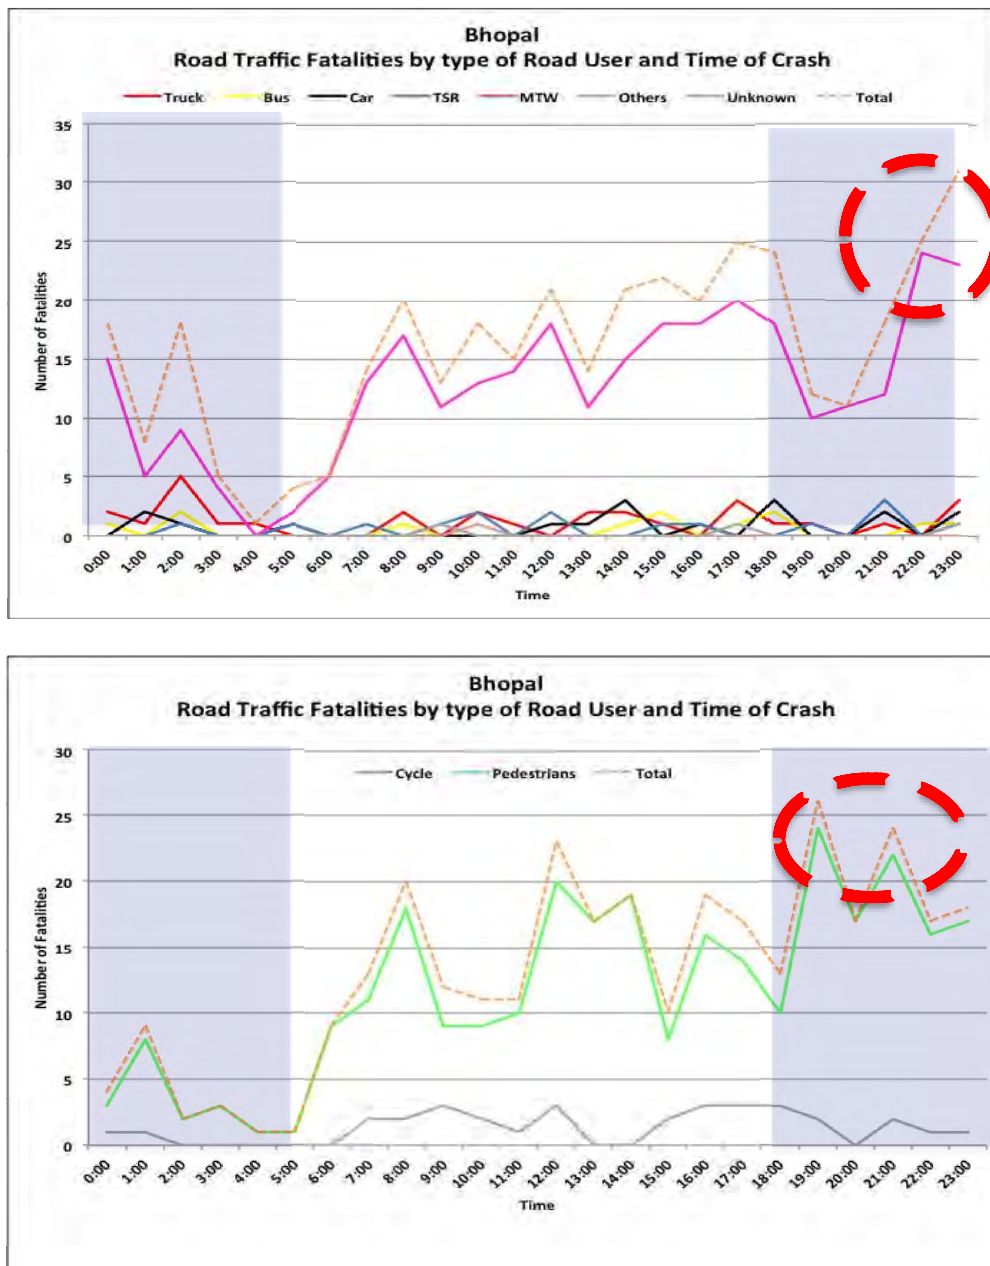 Bhopal
Road Traffic Fatalities by type of Road User and Time of Crash
Truck Bus Car TSR MTW Others Unknown Total
35
30
25
20
15
10
5
0
Number of Fatalities
0:00 1:00 2:00 3:00 4:00 5:00 6:00 7:00 8:00 9:00 10:00 11:00 12:00 13:00 14:00 15:00 16:00 17:00 18:00 19:00 20:00 21:00 22:00 23:00
Time
Bhopal
Road Traffic Fatalities by type of Road User and Time of Crash
Cycle Pedestrians Total
30
25
20
15
10
5
0
Number of Fatalities
0:00 1:00 2:00 3:00 4:00 5:00 6:00 7:00 8:00 9:00 10:00 11:00 12:00 13:00 14:00 15:00 16:00 17:00 18:00 19:00 20:00 21:00 22:00 23:00
Time